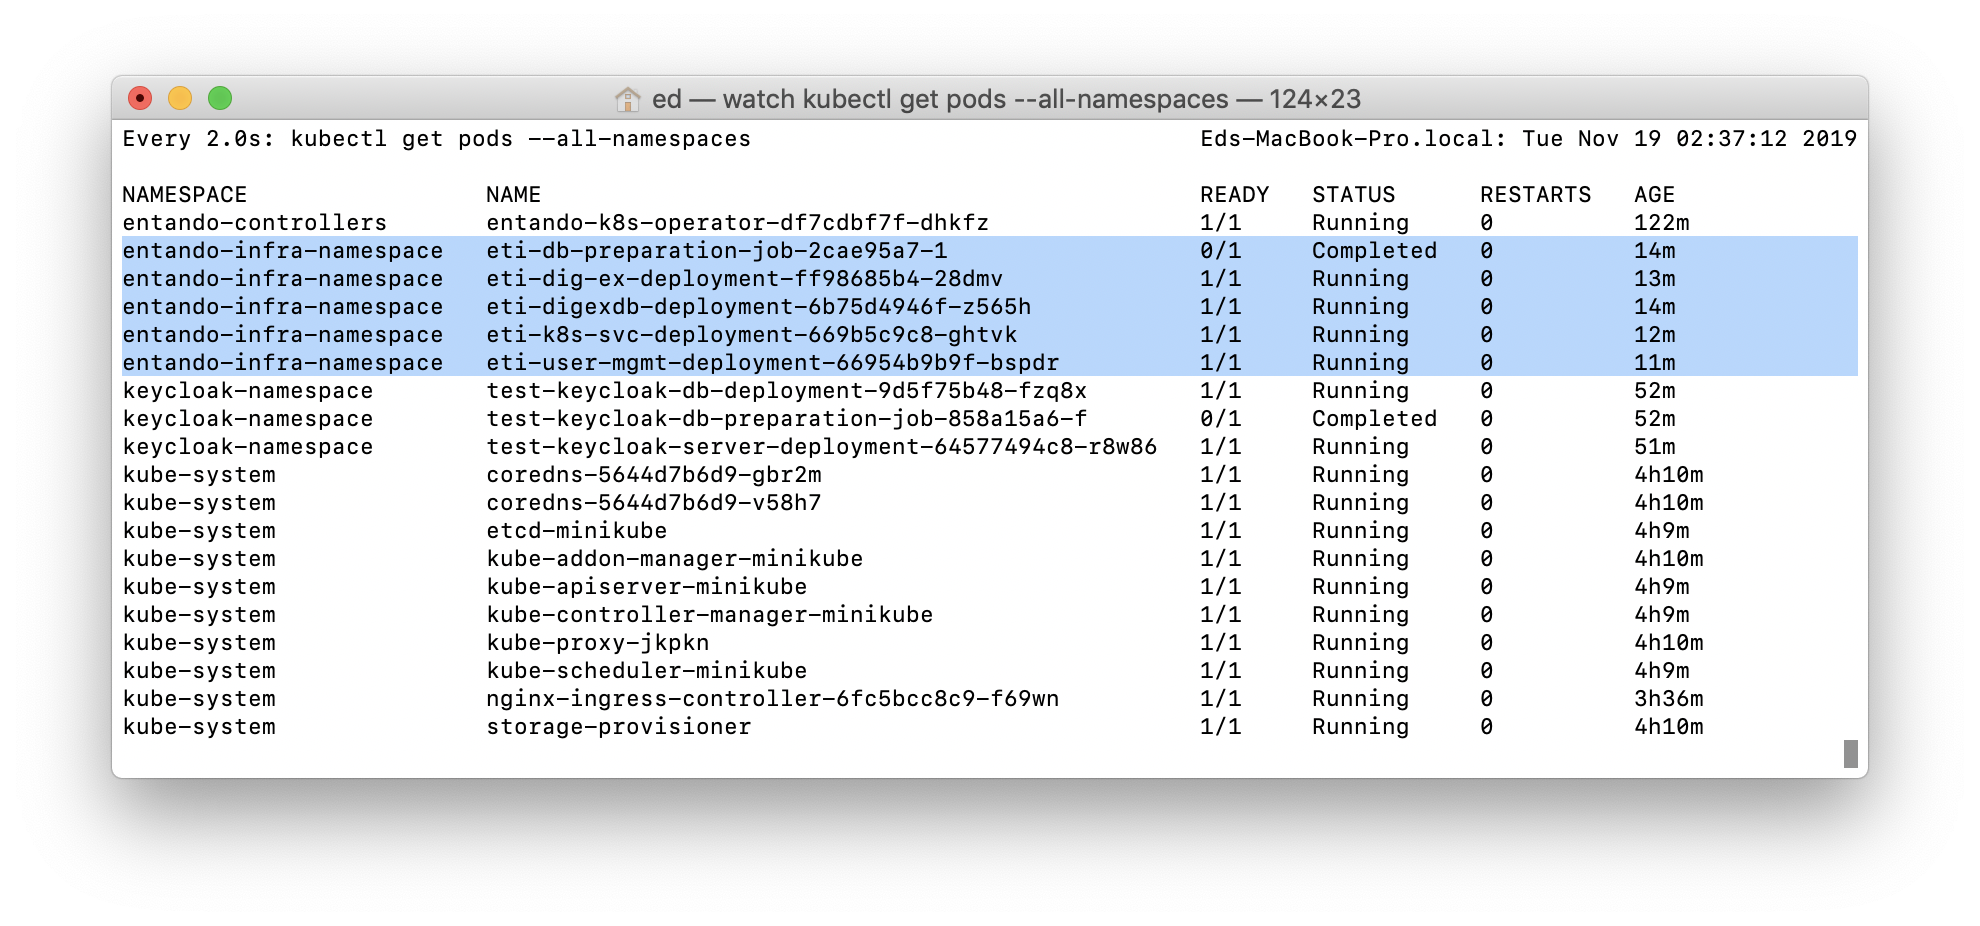 ed — watch kubectl get pods --all-namespaces — 124×23
Every 2.0s: kubectl get pods --all-namespaces Eds-MacBook-Pro.local: Tue Nov 19 02:37:12 2019
NAMESPACE NAME READY STATUS RESTARTS AGE
entando-controllers entando-k8s-operator-df7cdbf7f-dhkfz 1/1 Running 0 122m
entando-infra-namespace eti-db-preparation-job-2cae95a7-1 0/1 Completed 0 14m
entando-infra-namespace eti-dig-ex-deployment-ff98685b4-28dmv 1/1 Running 0 13m
entando-infra-namespace eti-digexdb-deployment-6b75d4946f-z565h 1/1 Running 0 14m
entando-infra-namespace eti-k8s-svc-deployment-669b5c9c8-ghtvk 1/1 Running 0 12m
entando-infra-namespace eti-user-mgmt-deployment-66954b9b9f-bspdr 1/1 Running 0 11m
keycloak-namespace test-keycloak-db-deployment-9d5f75b48-fzq8x 1/1 Running 0 52m
keycloak-namespace test-keycloak-db-preparation-job-858a15a6-f 0/1 Completed 0 52m
keycloak-namespace test-keycloak-server-deployment-64577494c8-r8w86 1/1 Running 0 51m
kube-system coredns-5644d7b6d9-gbr2m 1/1 Running 0 4h10m
kube-system coredns-5644d7b6d9-v58h7 1/1 Running 0 4h10m
kube-system etcd-minikube 1/1 Running 0 4h9m
kube-system kube-addon-manager-minikube 1/1 Running 0 4h10m
kube-system kube-apiserver-minikube 1/1 Running 0 4h9m
kube-system kube-controller-manager-minikube 1/1 Running 0 4h9m
kube-system kube-proxy-jkpkn 1/1 Running 0 4h10m
kube-system kube-scheduler-minikube 1/1 Running 0 4h9m
kube-system nginx-ingress-controller-6fc5bcc8c9-f69wn 1/1 Running 0 3h36m
kube-system storage-provisioner 1/1 Running 0 4h10m